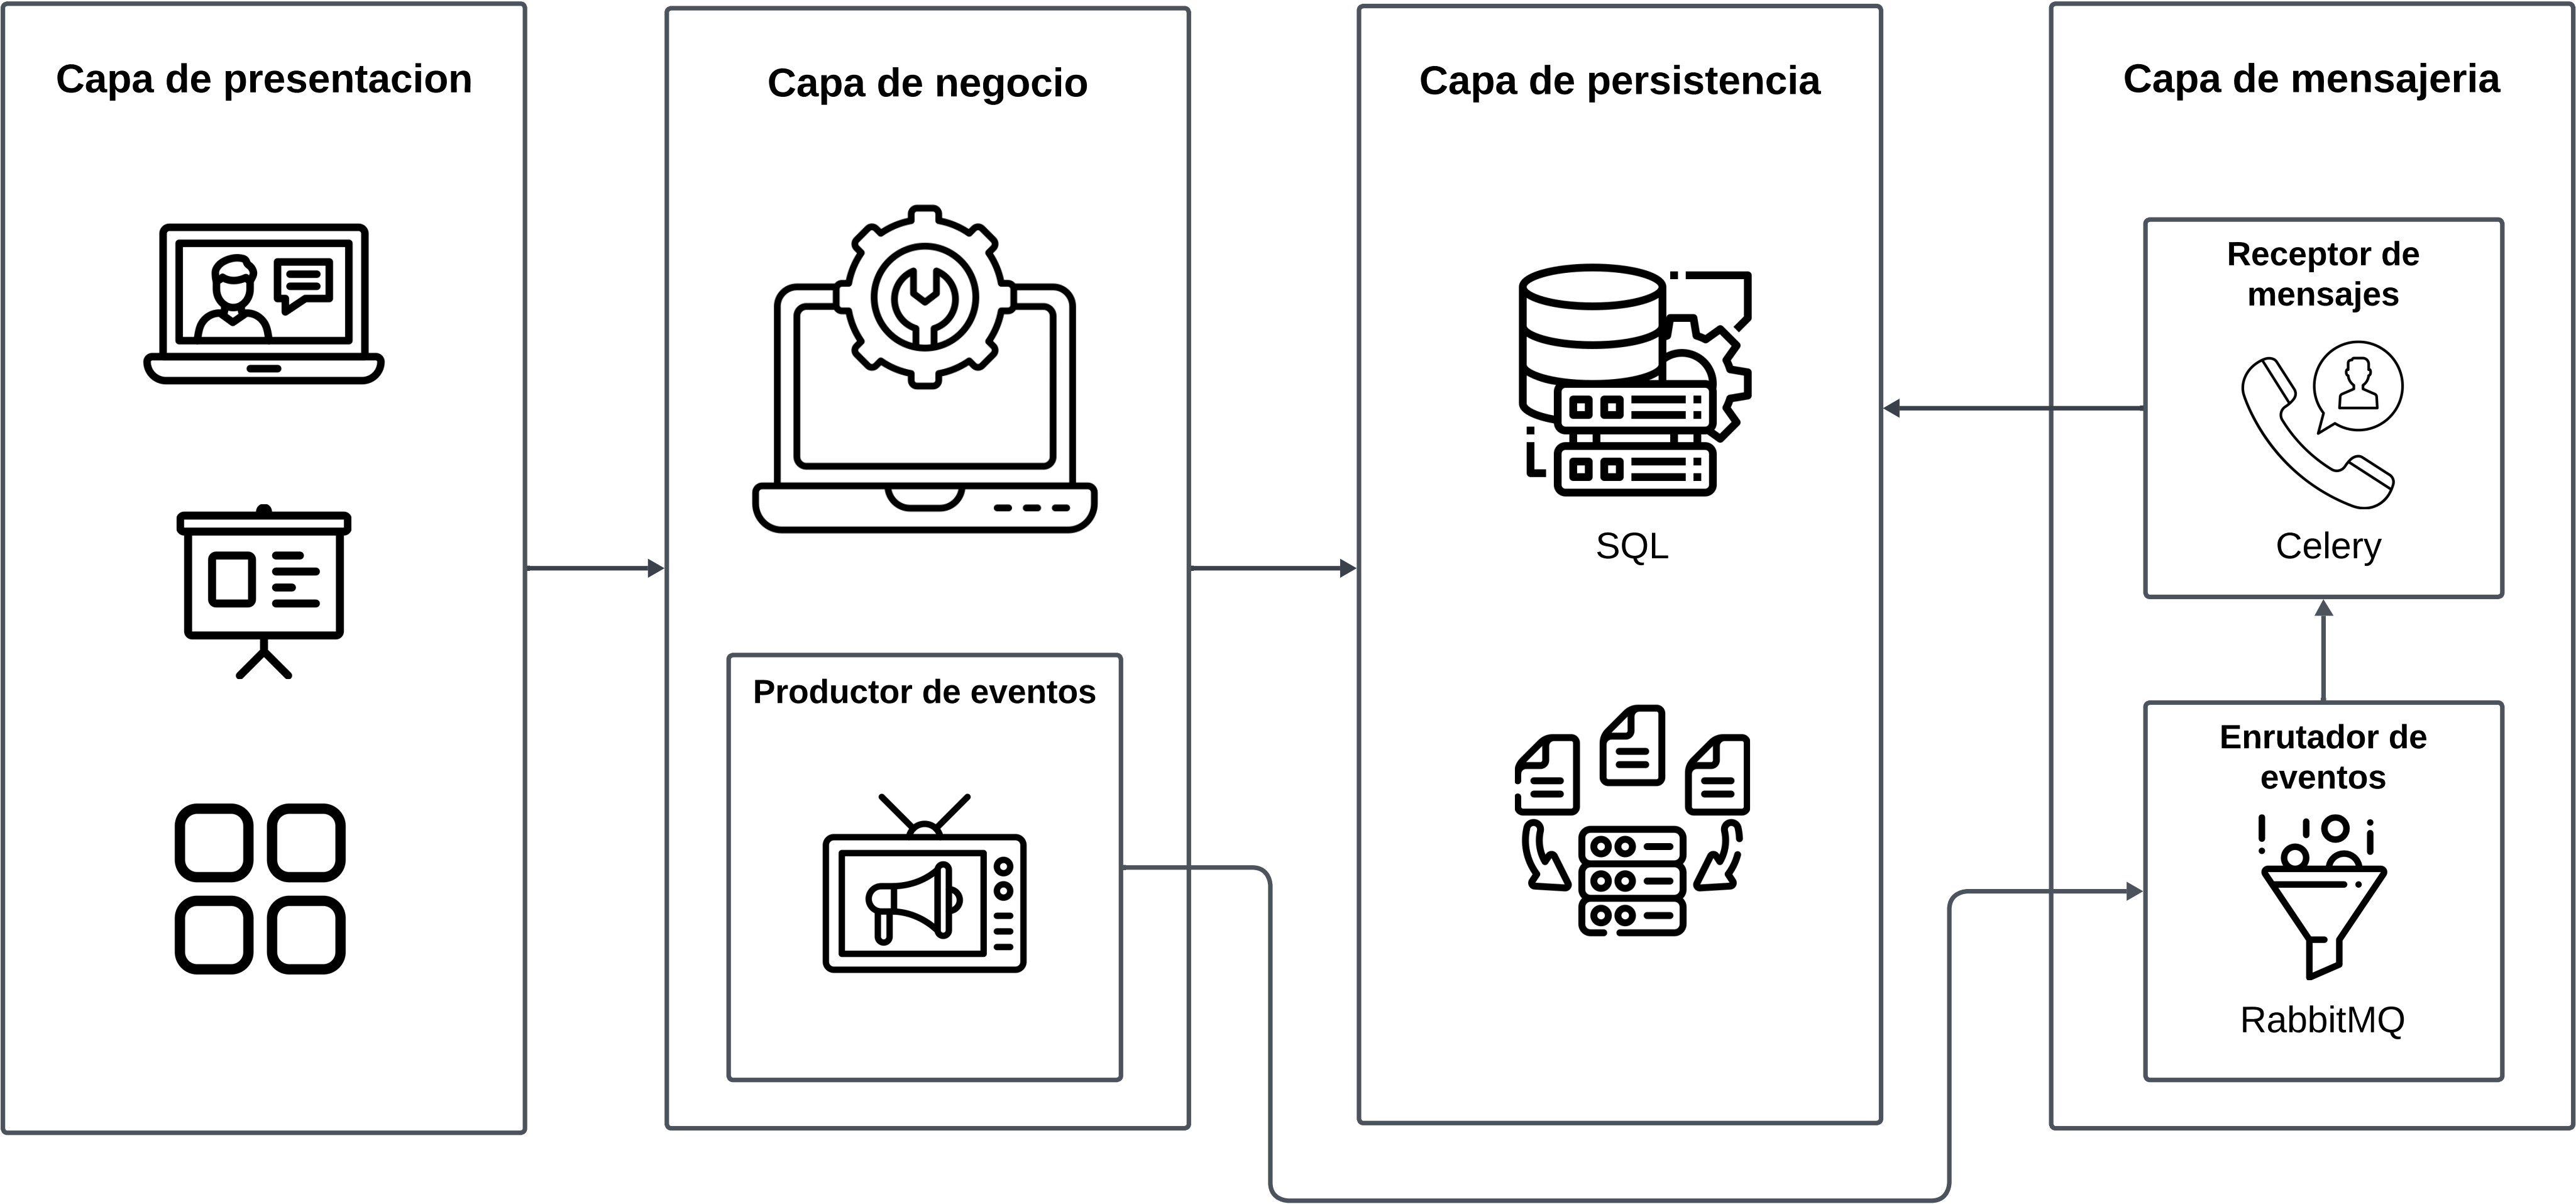 Capa de presentacion
Capa de negocio
Productor de eventos
Capa de persistencia
SQL
Capa de mensajeria
Receptor de
mensajes
Celery
Enrutador de
eventos
RabbitMQ